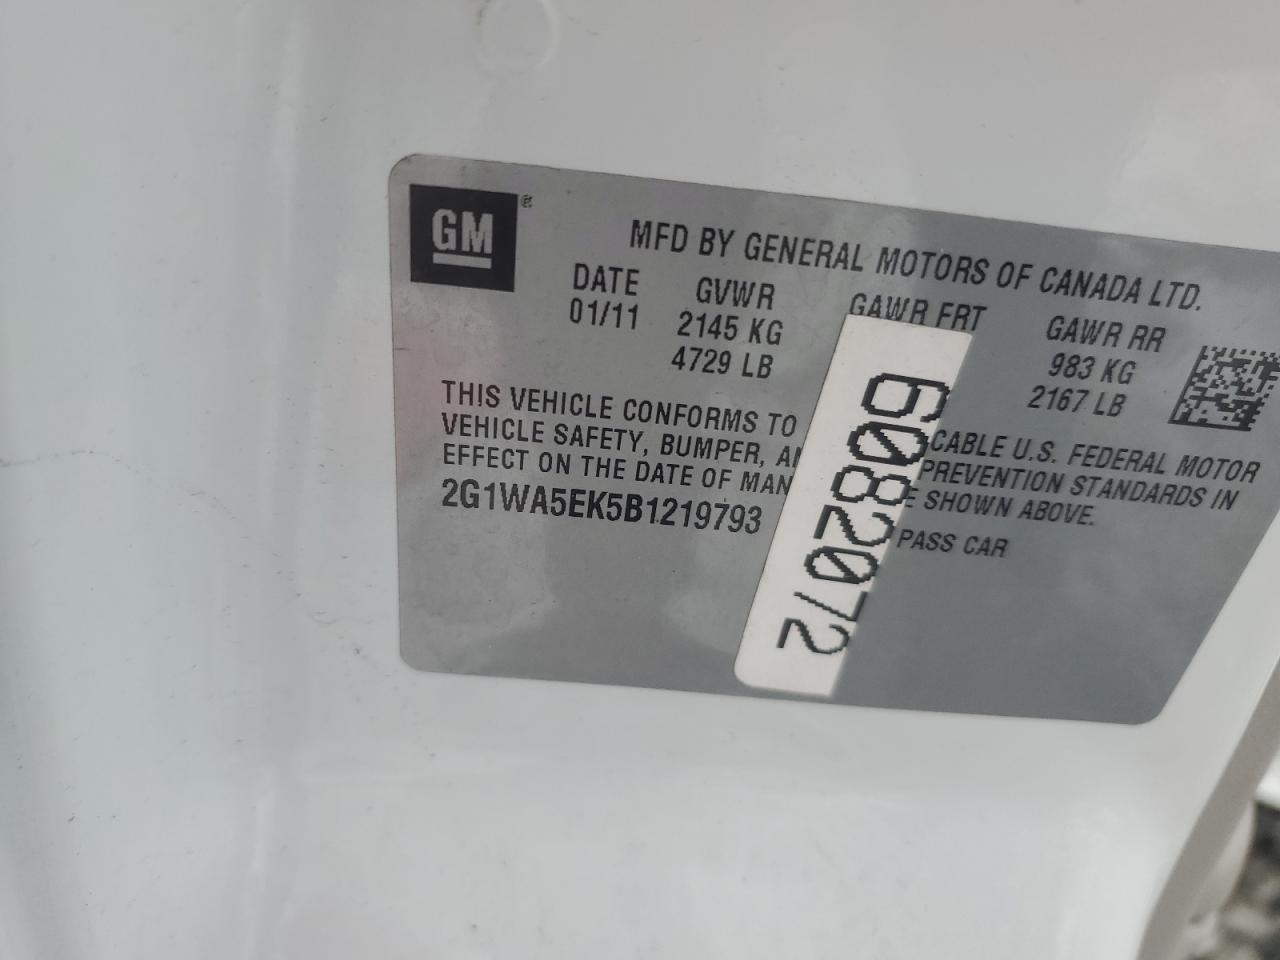 GM®
MFD BY GENERAL MOTORS OF CANADA LTD.
DATE GVWR GAWR FRT GAWR RR
01/11 2145 KG 983 KG
4729 LB 2167 LB
THIS VEHICLE CONFORMS TO CABLE U.S. FEDERAL MOTOR
VEHICLE SAFETY, BUMPER, PREVENTION STANDARDS IN
EFFECT ON THE DATE OF MAN E SHOWN ABOVE.
2G1WA5EK5B1219793 PASS CAR
6082072